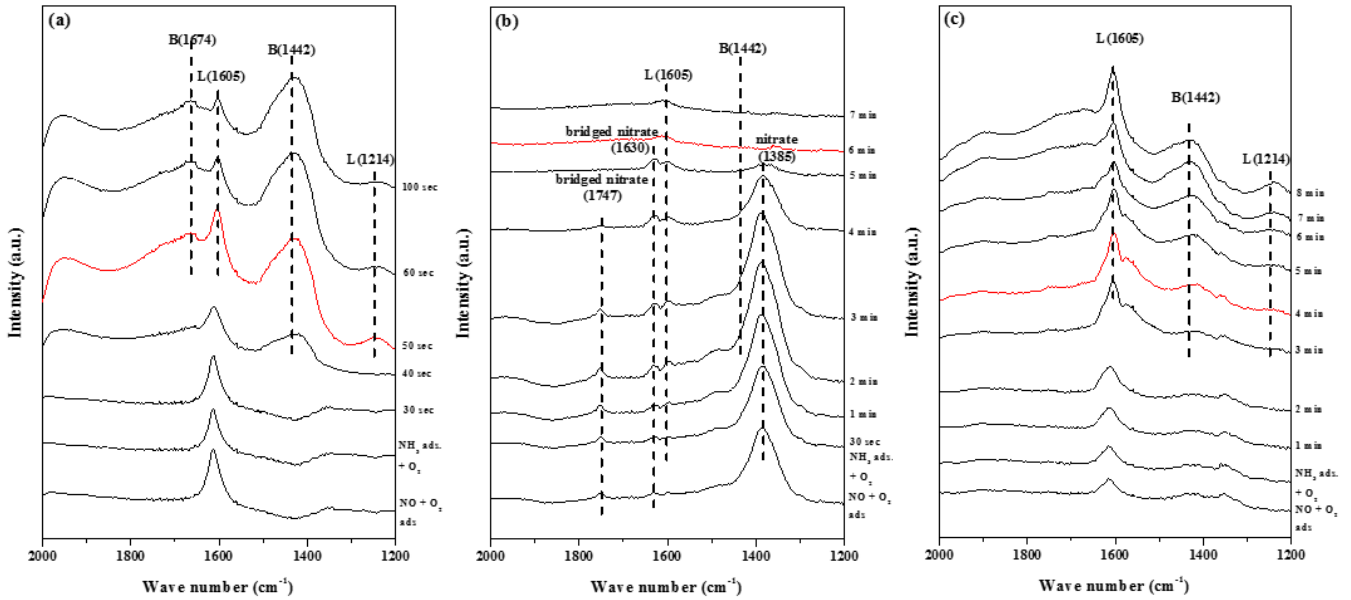 (a)
B(1674)
B(1442)
L(1605)
L(1214)
100 sec
60 sec
50 sec
40 sec
30 sec
NH3 ads.
+ O2
NO + O2
ads
Intensity (a.u.)
2000 1800 1600 1400 1200
Wave number (cm-1)
(b)
B(1442)
L(1605)
7 min
bridged nitrate
(1630)
nitrate
(1385)
6 min
5 min
bridged nitrate
(1747)
4 min
3 min
2 min
1 min
30 sec
NH3 ads.
+ O2
NO + O2
ads
Intensity (a.u.)
2000 1800 1600 1400 1200
Wave number (cm-1)
(c)
L(1605)
B(1442)
L(1214)
8 min
7 min
6 min
5 min
4 min
3 min
2 min
1 min
NH3 ads.
+ O2
NO + O2
ads
Intensity (a.u.)
2000 1800 1600 1400 1200
Wave number (cm-1)